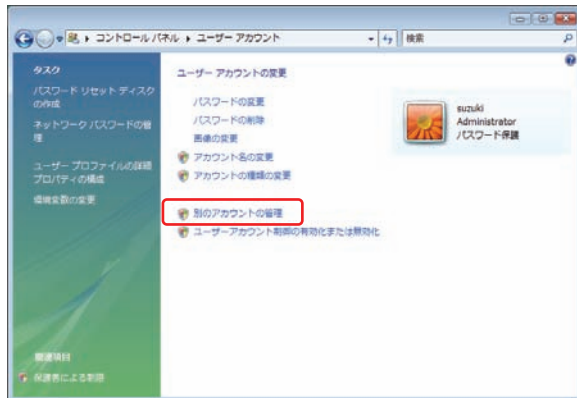 コントロール パネル ▸ ユーザー アカウント
検索
タスク
パスワード リセット ディスク
の作成
ネットワーク パスワードの管
理
ユーザー プロファイルの詳細
プロパティの構成
環境変数の変更
関連項目
保護者による制限
ユーザー アカウントの変更
パスワードの変更
パスワードの削除
画像の変更
アカウント名の変更
アカウントの種類の変更
別のアカウントの管理
ユーザーアカウント制御の有効化または無効化
suzuki
Administrator
パスワード保護